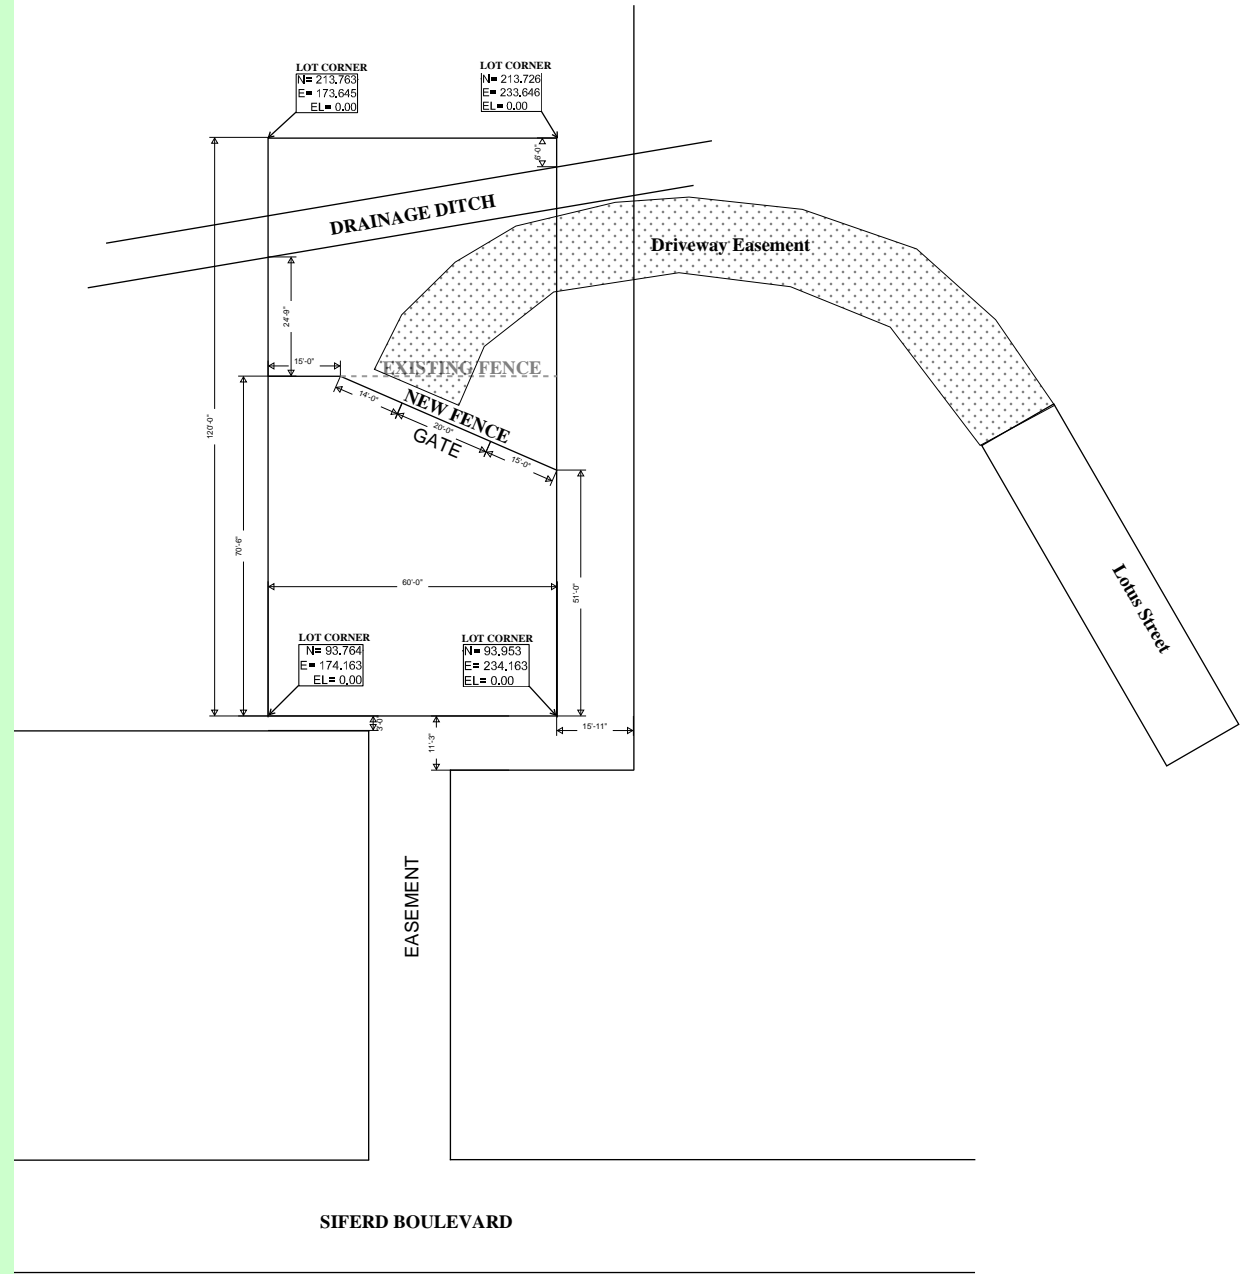 LOT CORNER
N= 213.763
E= 173.645
EL= 0.00
LOT CORNER
N= 213.726
E= 233.646
EL= 0.00
6'-0"
DRAINAGE DITCH
Driveway Easement
24'-9"
15'-0"
EXISTING FENCE
14'-0"
NEW FENCE
20'-0"
GATE
15'-0"
120'-0"
70'-6"
60'-0"
51'-0"
Lotus Street
LOT CORNER
N= 93.764
E= 174.163
EL= 0.00
LOT CORNER
N= 93.953
E= 234.163
EL= 0.00
3'-0"
11'-3"
15'-11"
EASEMENT
SIFERD BOULEVARD